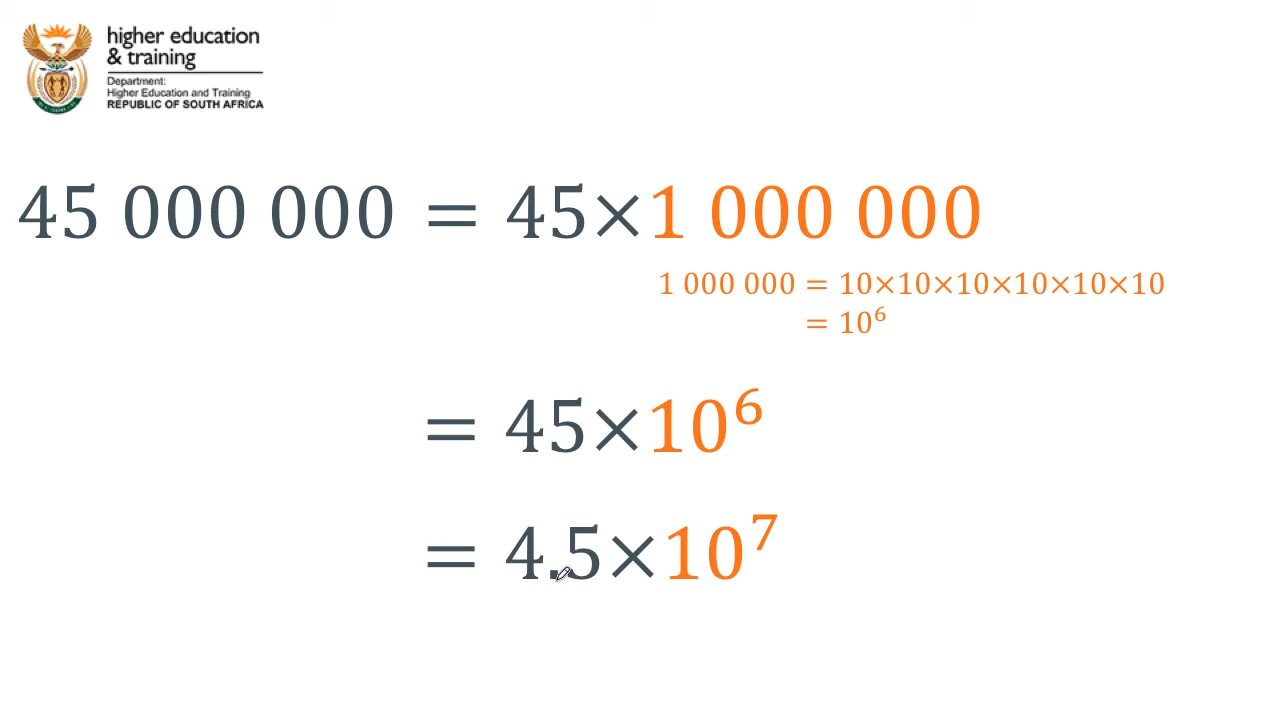 higher education
& training
Department:
Higher Education and Training
REPUBLIC OF SOUTH AFRICA
45 000 000 = 45×1 000 000
1 000 000 = 10×10×10×10×10×10
= 10⁶
= 45×10⁶
= 4.5×10⁷